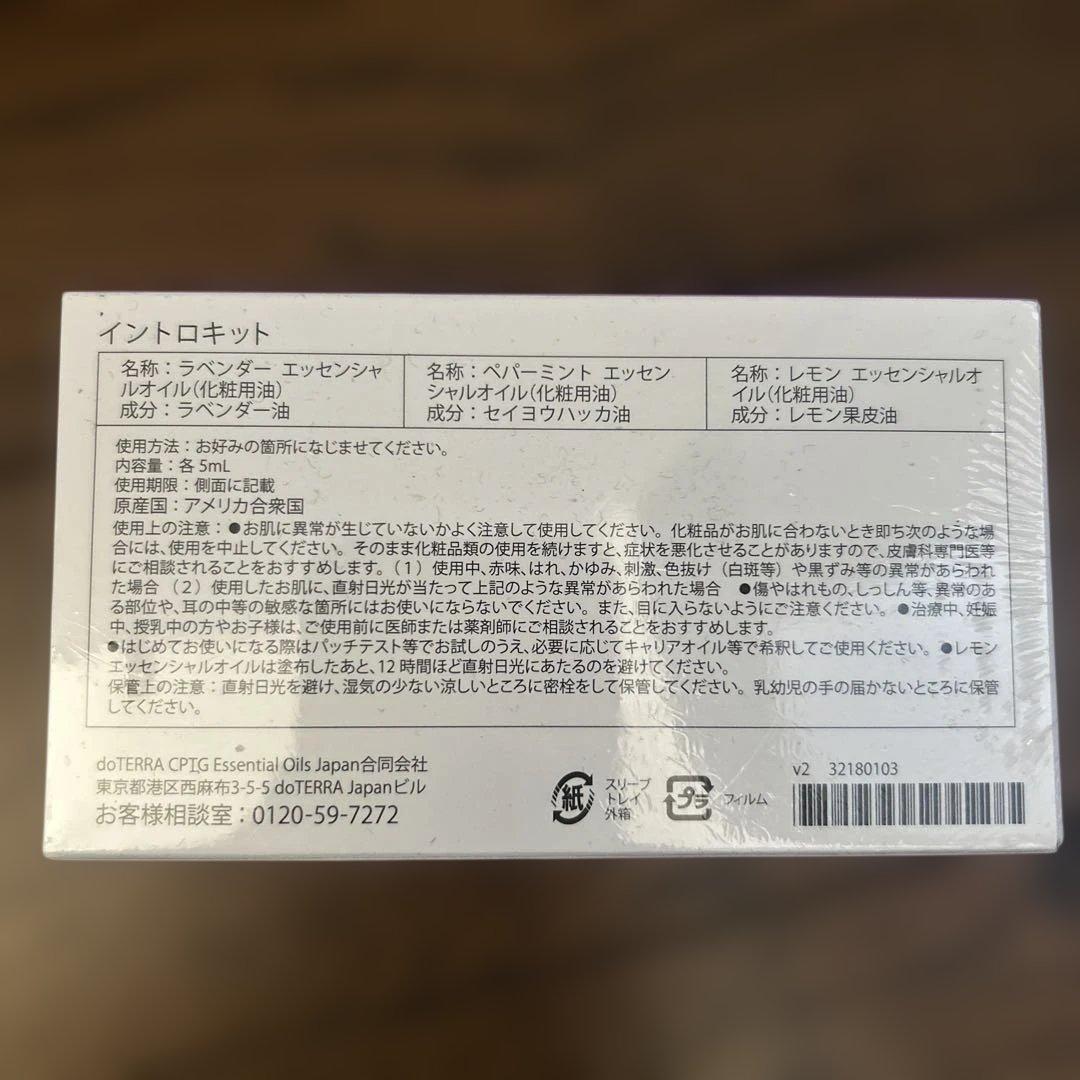 イントロキット
名称：ラベンダー エッセンシャ
ルオイル(化粧用油)
成分：ラベンダー油
名称：ペパーミント エッセン
シャルオイル(化粧用油)
成分：セイヨウハッカ油
名称：レモン エッセンシャルオ
イル(化粧用油)
成分：レモン果皮油
使用方法：お好みの箇所になじませてください。
内容量：各 5mL
使用期限：側面に記載
原産国：アメリカ合衆国
使用上の注意：●お肌に異常が生じていないかよく注意して使用してください。化粧品がお肌に合わないとき即ち次のような場
合には、使用を中止してください。そのまま化粧品類の使用を続けますと、症状を悪化させることがありますので、皮膚科専門医等
にご相談されることをおすすめします。（1）使用中、赤味、はれ、かゆみ、刺激、色抜け（白斑等）や黒ずみ等の異常があらわれ
た場合（2）使用したお肌に、直射日光が当たって上記のような異常があらわれた場合　●傷やはれもの、しっしん等、異常のあ
る部位や、耳の中等の敏感な箇所にはお使いにならないでください。また、目に入らないようにご注意ください。●治療中、妊娠
中、授乳中の方やお子様は、ご使用前に医師または薬剤師にご相談されることをおすすめします。
●はじめてお使いになる際はパッチテスト等でお試しのうえ、必要に応じてキャリアオイル等で希釈してご使用ください。●レモン
エッセンシャルオイルは塗布したあと、12 時間ほど直射日光にあたるのを避けてください。
保管上の注意：直射日光を避け、湿気の少ない涼しいところに密栓をして保管してください。乳幼児の手の届かないところに保管
してください。
doTERRA CPTG Essential Oils Japan合同会社
東京都港区西麻布3-5-5 doTERRA Japanビル
お客様相談室：0120-59-7272
紙
スリーブ
トレイ
外箱
プラ
フィルム
v2 32180103